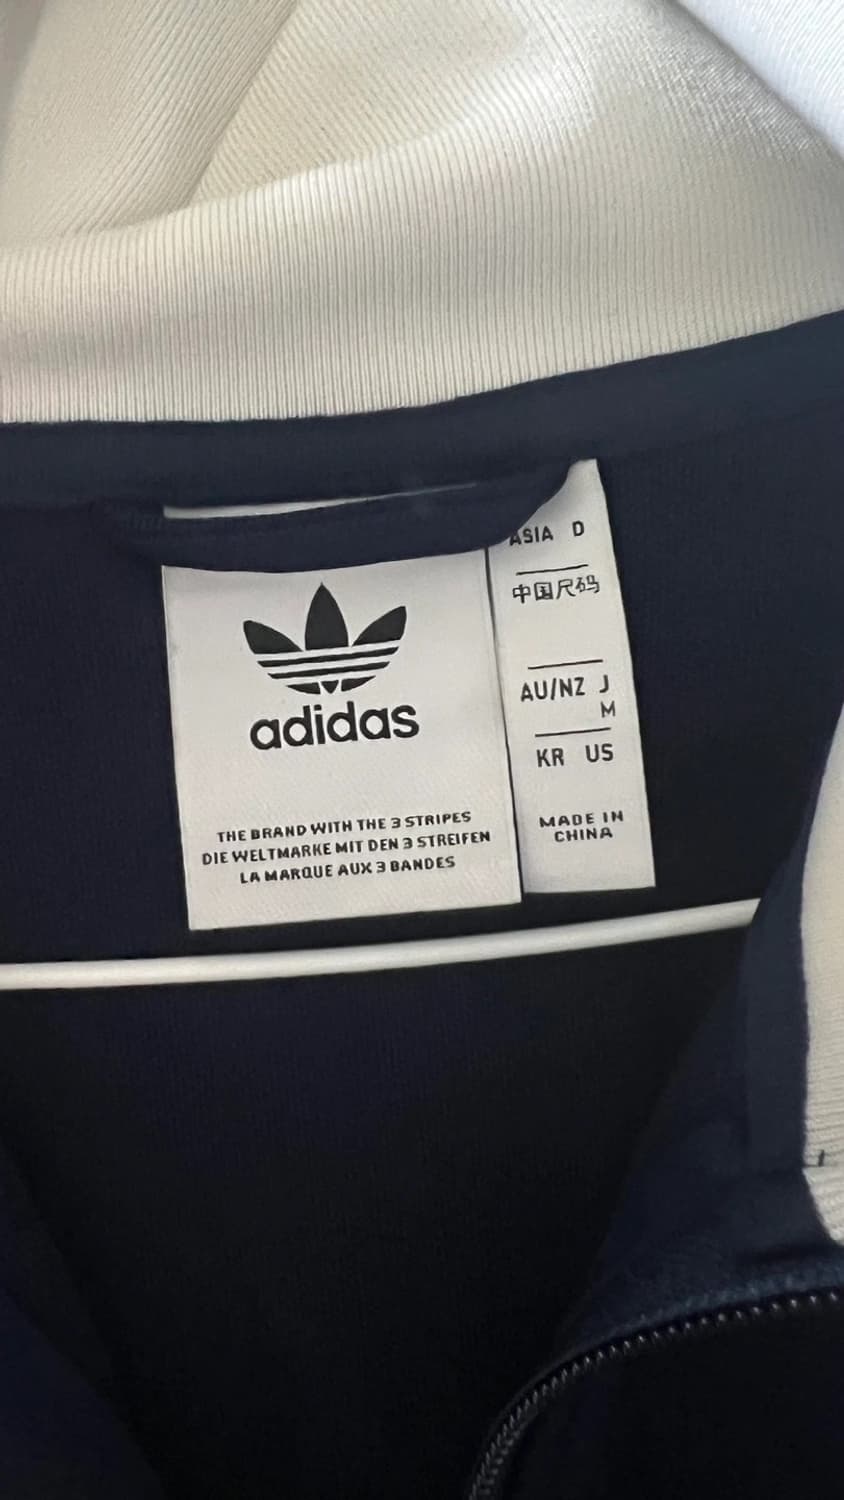 adidas
THE BRAND WITH THE 3 STRIPES
DIE WELTMARKE MIT DEN 3 STREIFEN
LA MARQUE AUX 3 BANDES
ASIA D
中国尺码
AU/NZ J
M
KR US
MADE IN
CHINA